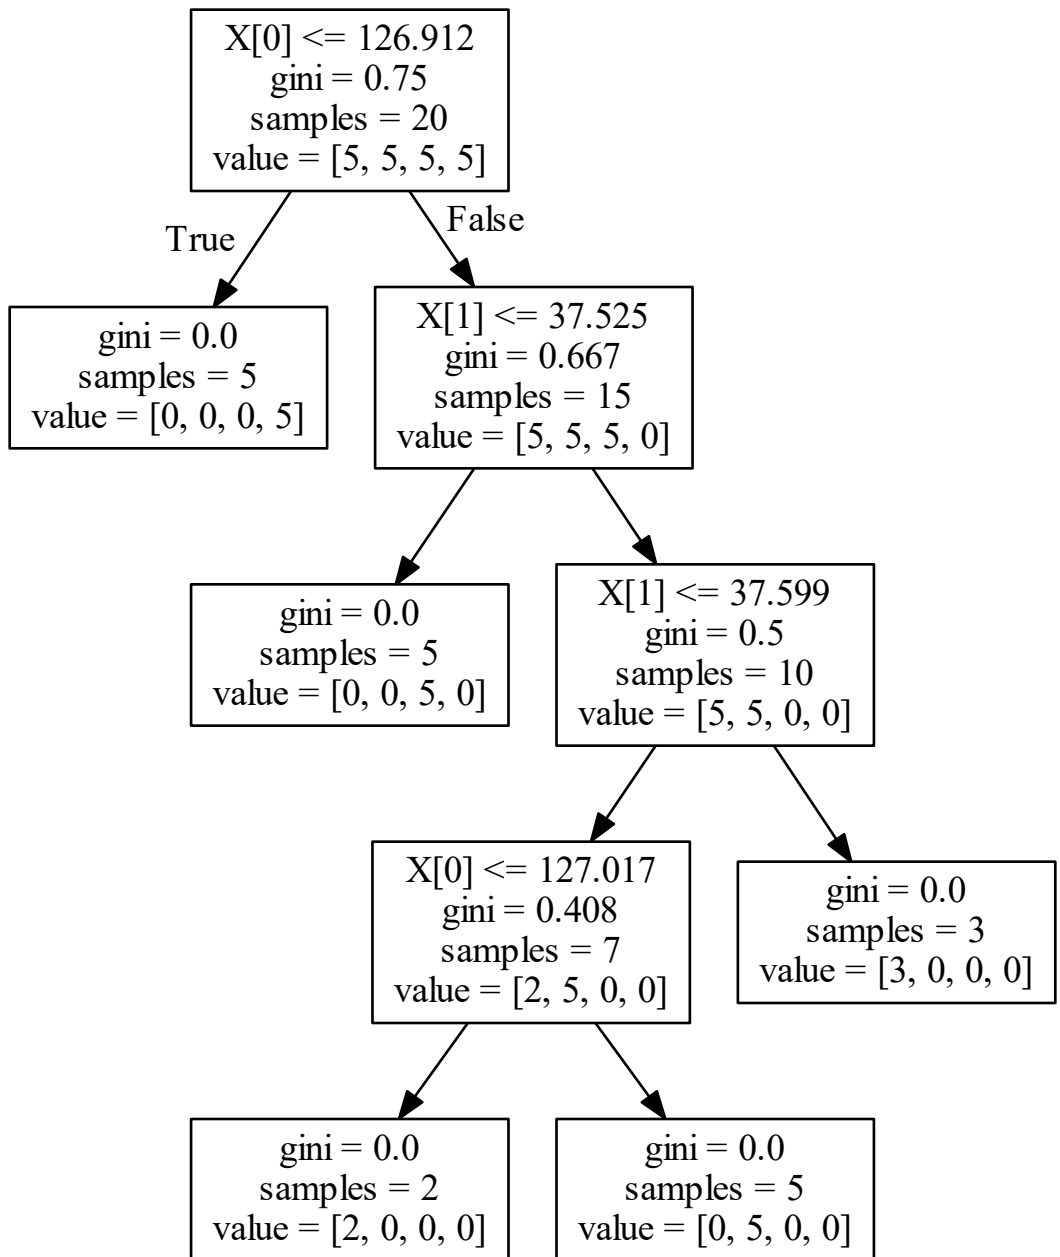 X[0] <= 126.912
gini = 0.75
samples = 20
value = [5, 5, 5, 5]
True
False
gini = 0.0
samples = 5
value = [0, 0, 0, 5]
X[1] <= 37.525
gini = 0.667
samples = 15
value = [5, 5, 5, 0]
gini = 0.0
samples = 5
value = [0, 0, 5, 0]
X[1] <= 37.599
gini = 0.5
samples = 10
value = [5, 5, 0, 0]
X[0] <= 127.017
gini = 0.408
samples = 7
value = [2, 5, 0, 0]
gini = 0.0
samples = 3
value = [3, 0, 0, 0]
gini = 0.0
samples = 2
value = [2, 0, 0, 0]
gini = 0.0
samples = 5
value = [0, 5, 0, 0]